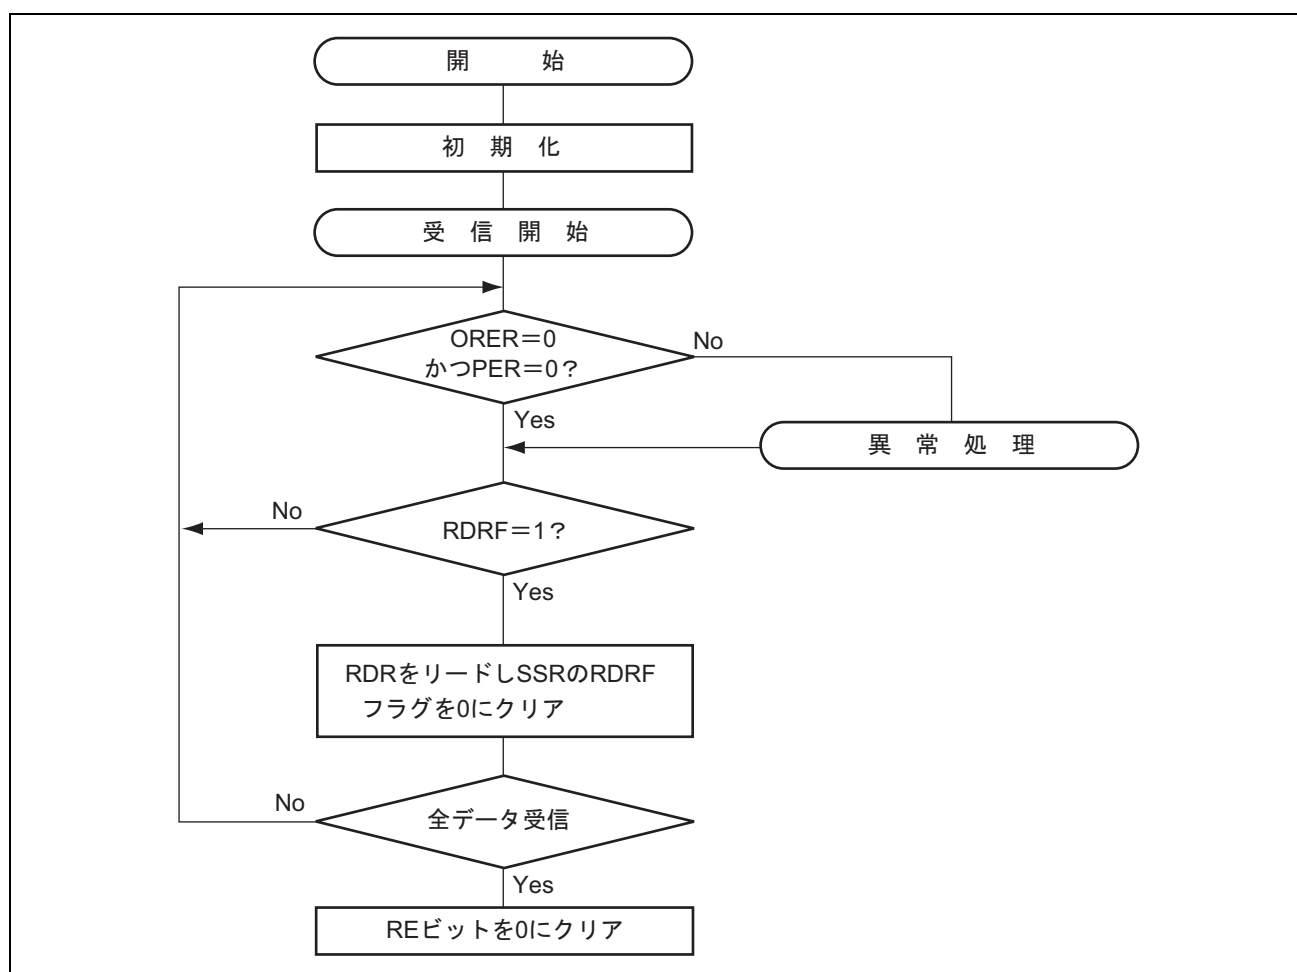 開　　始
初　期　化
受　信　開　始
ORER＝0
かつPER＝0？
No
Yes
異　常　処　理
No
RDRF＝1？
Yes
RDRをリードしSSRのRDRF
フラグを0にクリア
No
全データ受信
Yes
REビットを0にクリア